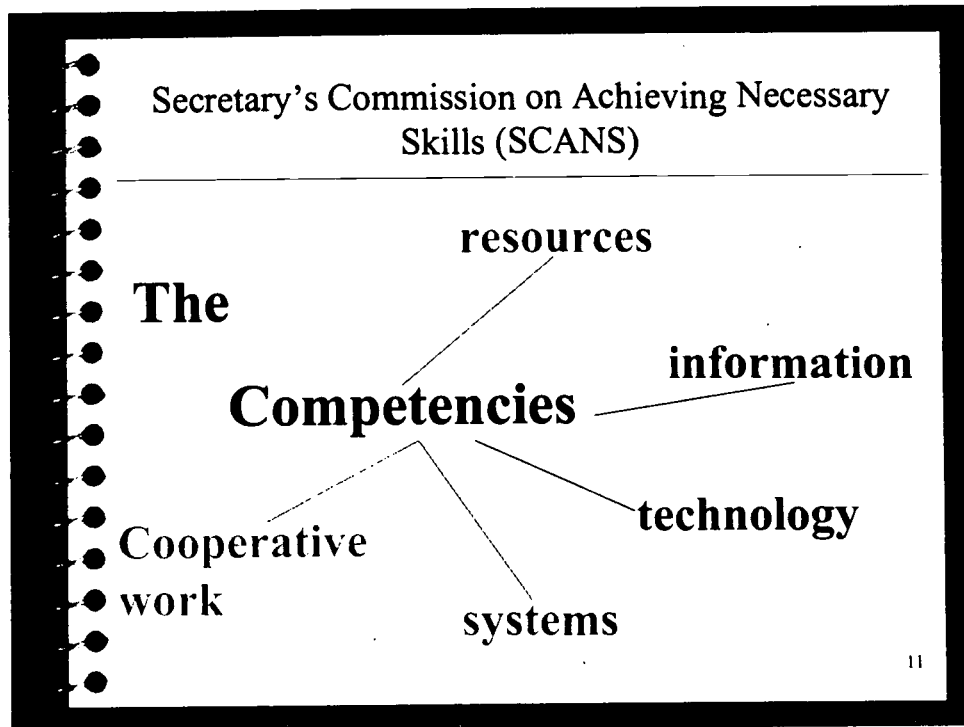 Secretary's Commission on Achieving Necessary
Skills (SCANS)
resources
The
information
Competencies
technology
Cooperative
work
systems
11